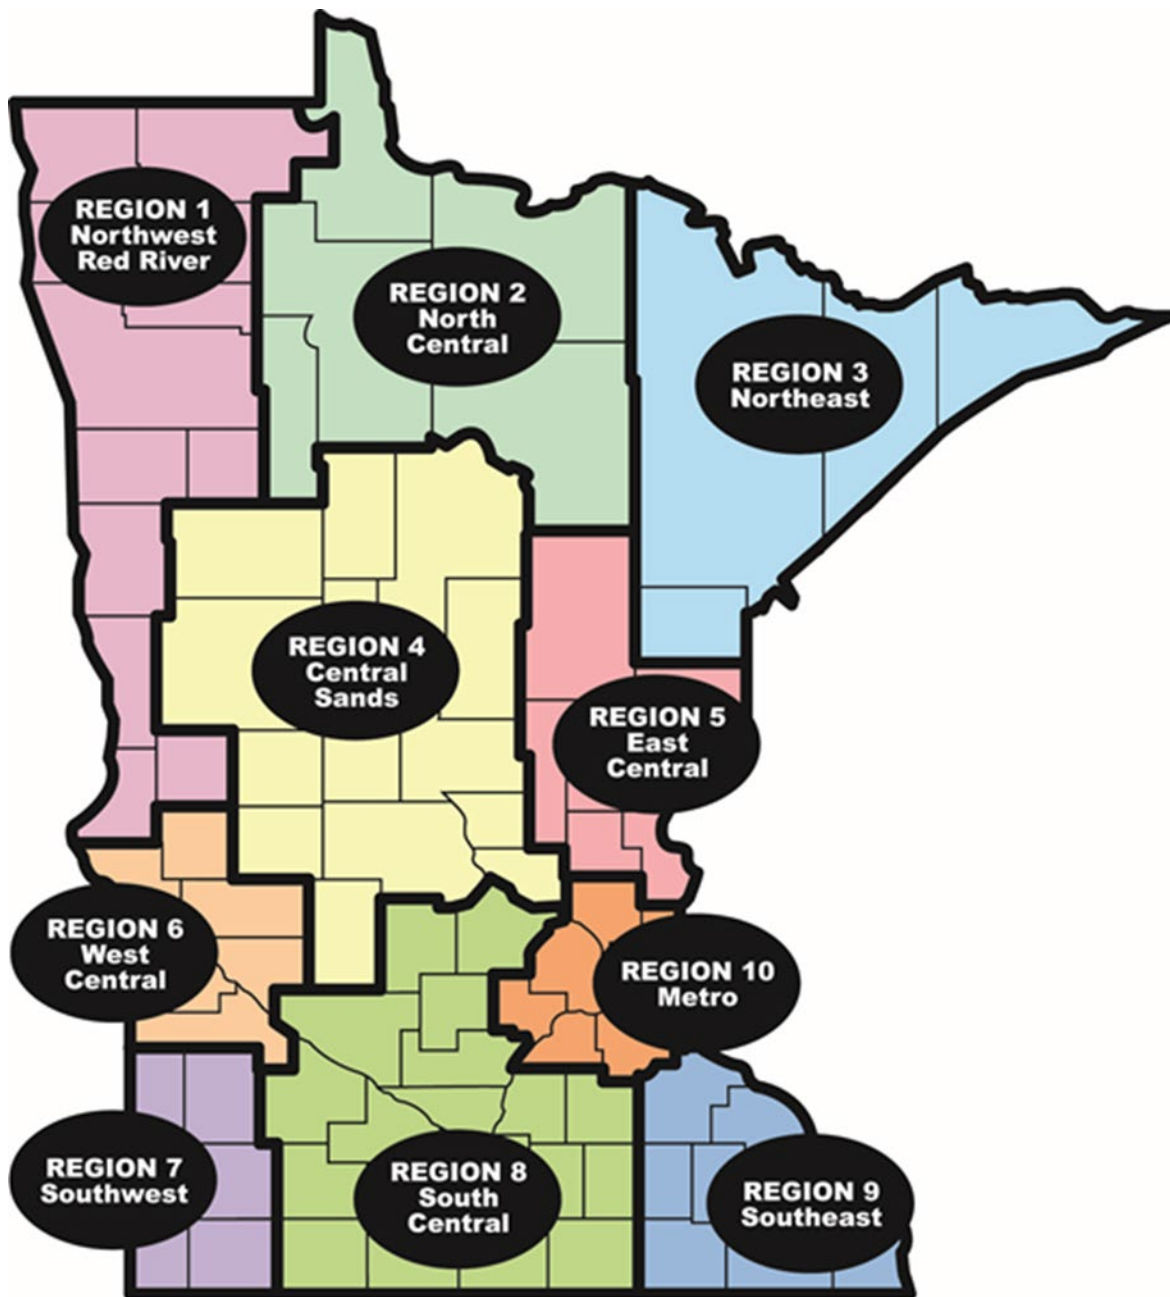 REGION 1
Northwest
Red River
REGION 2
North
Central
REGION 3
Northeast
REGION 4
Central
Sands
REGION 5
East
Central
REGION 6
West
Central
REGION 10
Metro
REGION 7
Southwest
REGION 8
South
Central
REGION 9
Southeast